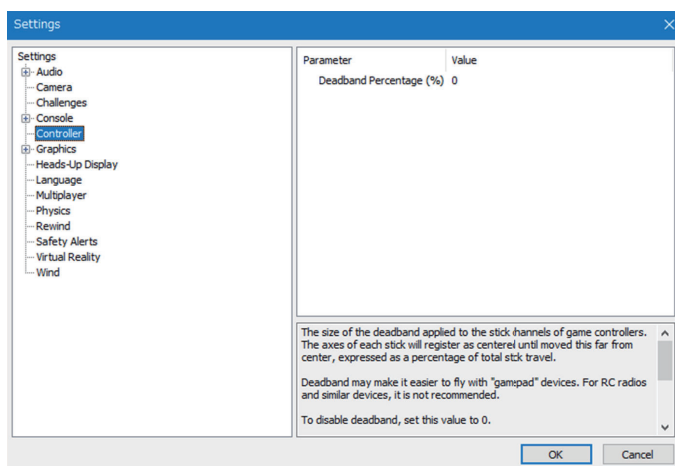 Settings
Settings
Audio
Camera
Challenges
Console
Controller
Graphics
Heads-Up Display
Language
Multiplayer
Physics
Rewind
Safety Alerts
Virtual Reality
Wind
Parameter Value
Deadband Percentage (%) 0
The size of the deadband applied to the stick channels of game controllers.
The axes of each stick will register as centered until moved this far from
center, expressed as a percentage of total stick travel.
Deadband may make it easier to fly with "gamepad" devices. For RC radios
and similar devices, it is not recommended.
To disable deadband, set this value to 0.
OK Cancel